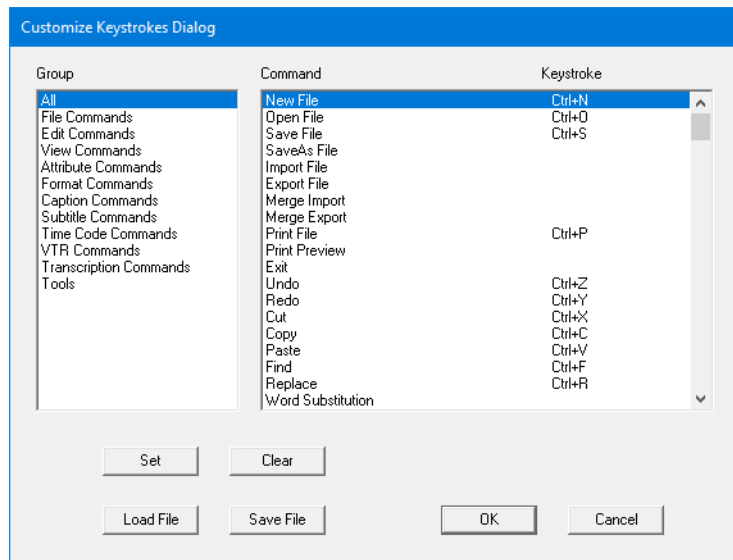 Customize Keystrokes Dialog
Group
All
File Commands
Edit Commands
View Commands
Attribute Commands
Format Commands
Caption Commands
Subtitle Commands
Time Code Commands
VTR Commands
Transcription Commands
Tools
Command Keystroke
New File Ctrl+N
Open File Ctrl+O
Save File Ctrl+S
SaveAs File
Import File
Export File
Merge Import
Merge Export
Print File Ctrl+P
Print Preview
Exit
Undo Ctrl+Z
Redo Ctrl+Y
Cut Ctrl+X
Copy Ctrl+C
Paste Ctrl+V
Find Ctrl+F
Replace Ctrl+R
Word Substitution
Set Clear
Load File Save File OK Cancel